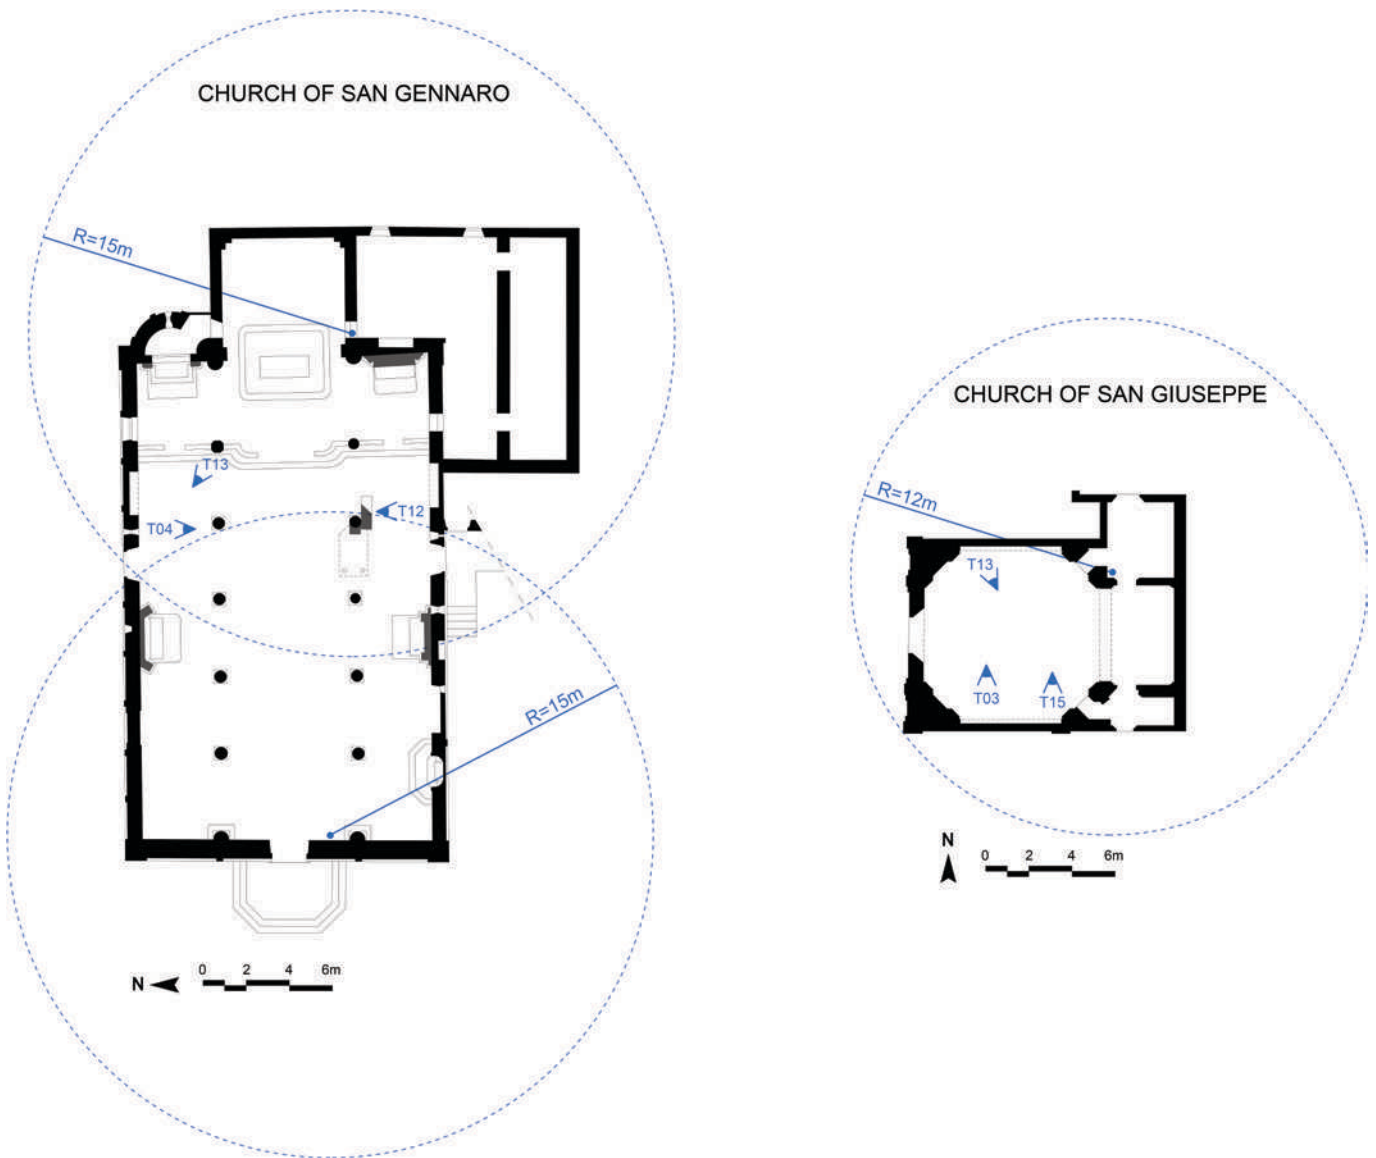 CHURCH OF SAN GENNARO
R=15m
T13
T04
T12
R=15m
N
0 2 4 6m
CHURCH OF SAN GIUSEPPE
R=12m
T13
T03
T15
N
0 2 4 6m